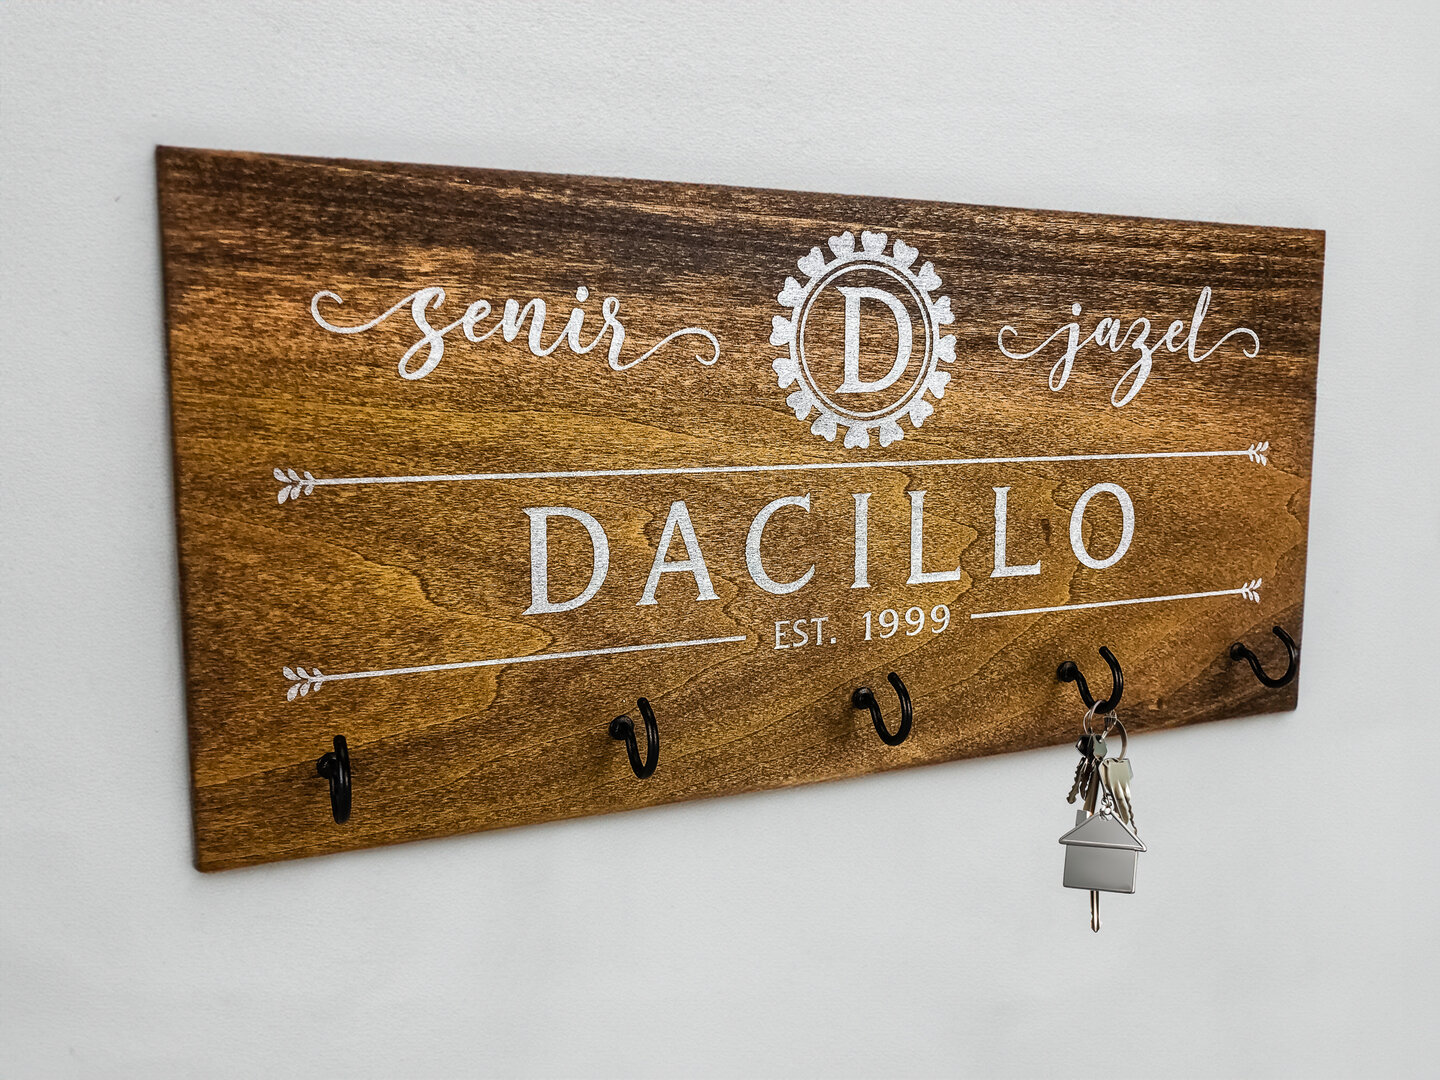 senir D jazel
DACILLO
EST. 1999